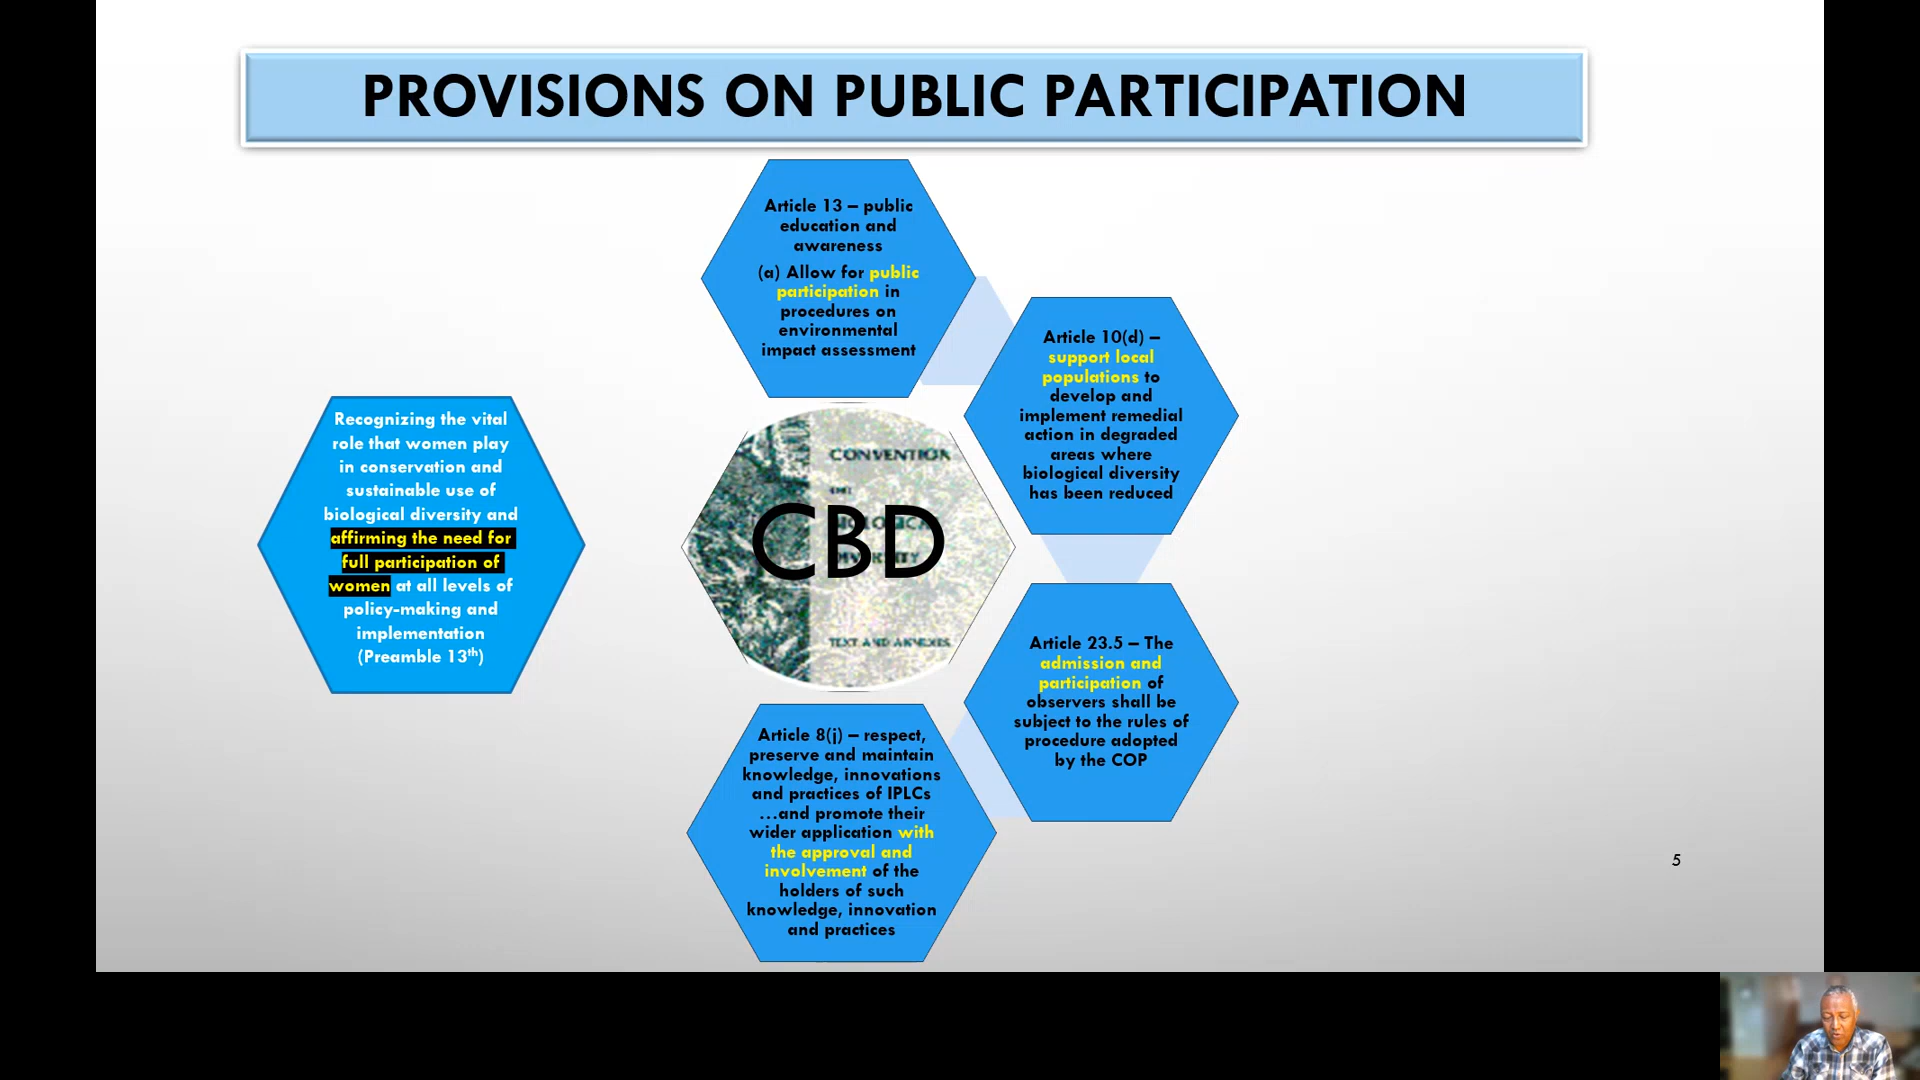 PROVISIONS ON PUBLIC PARTICIPATION
Article 13 – public
education and
awareness
(a) Allow for public
participation in
procedures on
environmental
impact assessment
Article 10(d) –
support local
populations to
develop and
implement remedial
action in degraded
areas where
biological diversity
has been reduced
Recognizing the vital
role that women play
in conservation and
sustainable use of
biological diversity and
affirming the need for
full participation of
women at all levels of
policy-making and
implementation
(Preamble 13th)
CONVENTION
CBD
TEXT AND ANNEXES
Article 23.5 – The
admission and
participation of
observers shall be
subject to the rules of
procedure adopted
by the COP
Article 8(j) – respect,
preserve and maintain
knowledge, innovations
and practices of IPLCs
…and promote their
wider application with
the approval and
involvement of the
holders of such
knowledge, innovation
and practices
5